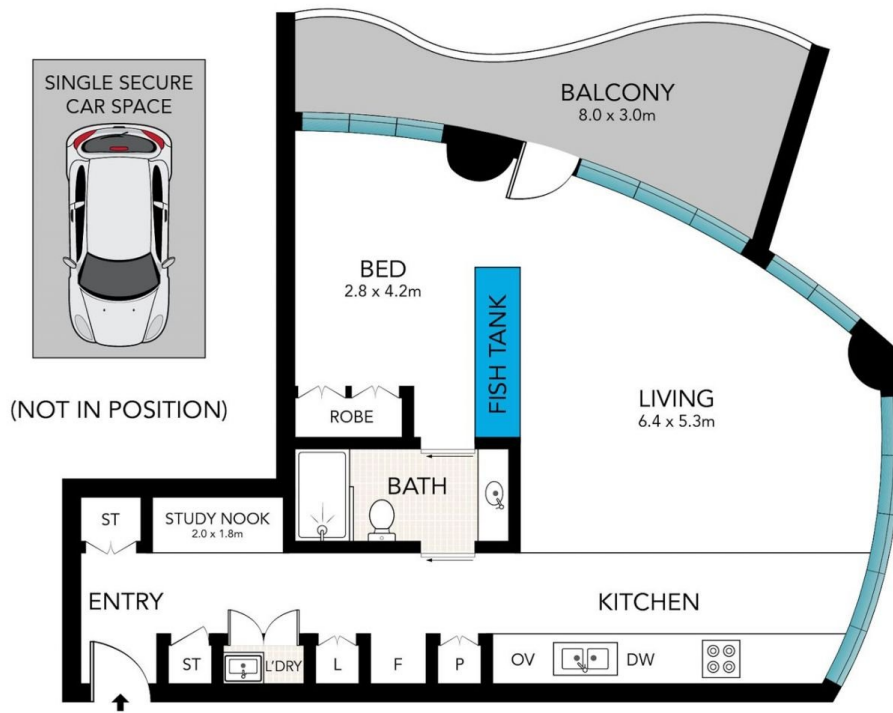 SINGLE SECURE
CAR SPACE
BALCONY
8.0 x 3.0m
BED
2.8 x 4.2m
FISH TANK
LIVING
6.4 x 5.3m
(NOT IN POSITION)
ROBE
BATH
ST
STUDY NOOK
2.0 x 1.8m
ENTRY
KITCHEN
ST
L'DRY
L
F
P
OV
DW